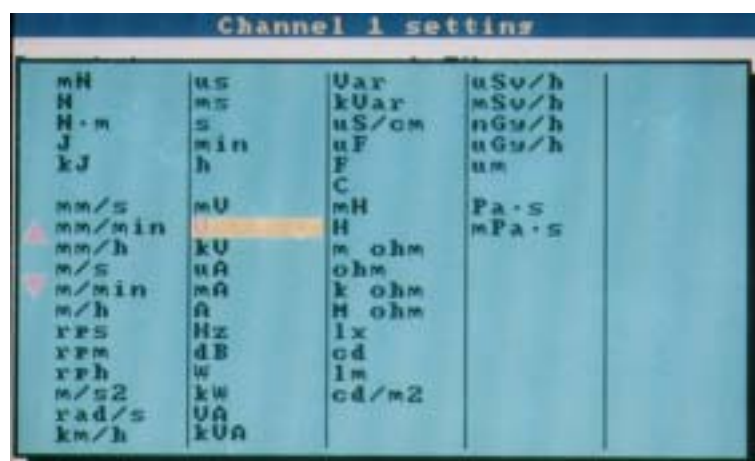 Channel 1 setting
mN
N
N·m
J
kJ
mm/s
mm/min
mm/h
m/s
m/min
m/h
rps
rpm
rph
m/s2
rad/s
km/h
us
ms
s
min
h
mV
V
kV
uA
mA
A
Hz
dB
W
kW
VA
kVA
Var
kVar
uS/cm
uF
F
C
mH
H
m ohm
ohm
k ohm
M ohm
lx
cd
lm
cd/m2
uSv/h
mSv/h
nGy/h
uGy/h
um
Pa·s
mPa·s